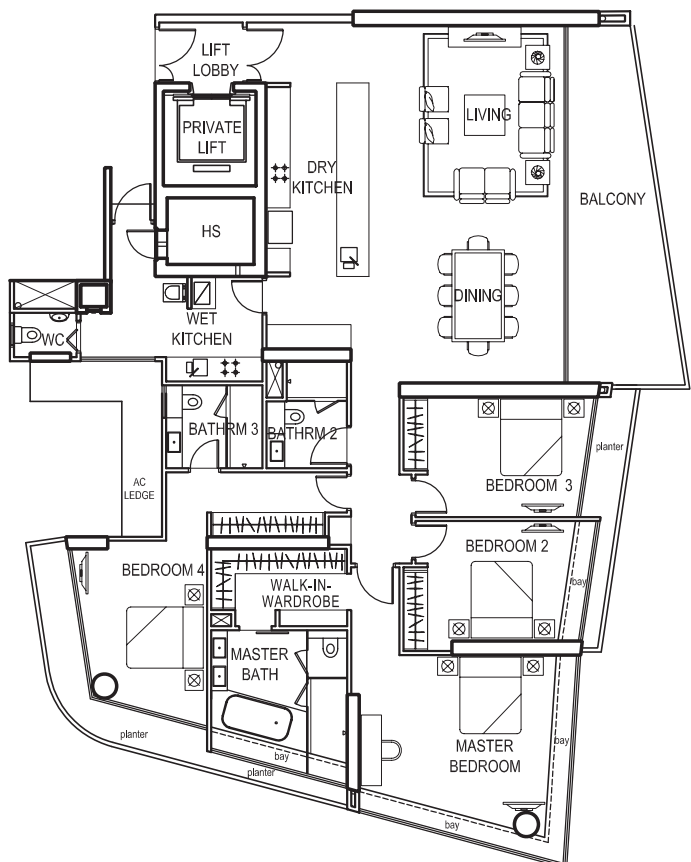 LIFT
LOBBY
PRIVATE
LIFT
LIVING
DRY
KITCHEN
BALCONY
HS
DINING
WET
KITCHEN
WC
BATHRM 3
BATHRM 2
planter
AC
LEDGE
BEDROOM 3
BEDROOM 2
BEDROOM 4
WALK-IN-
WARDROBE
bay
MASTER
BATH
planter
bay
planter
MASTER
BEDROOM
bay
bay